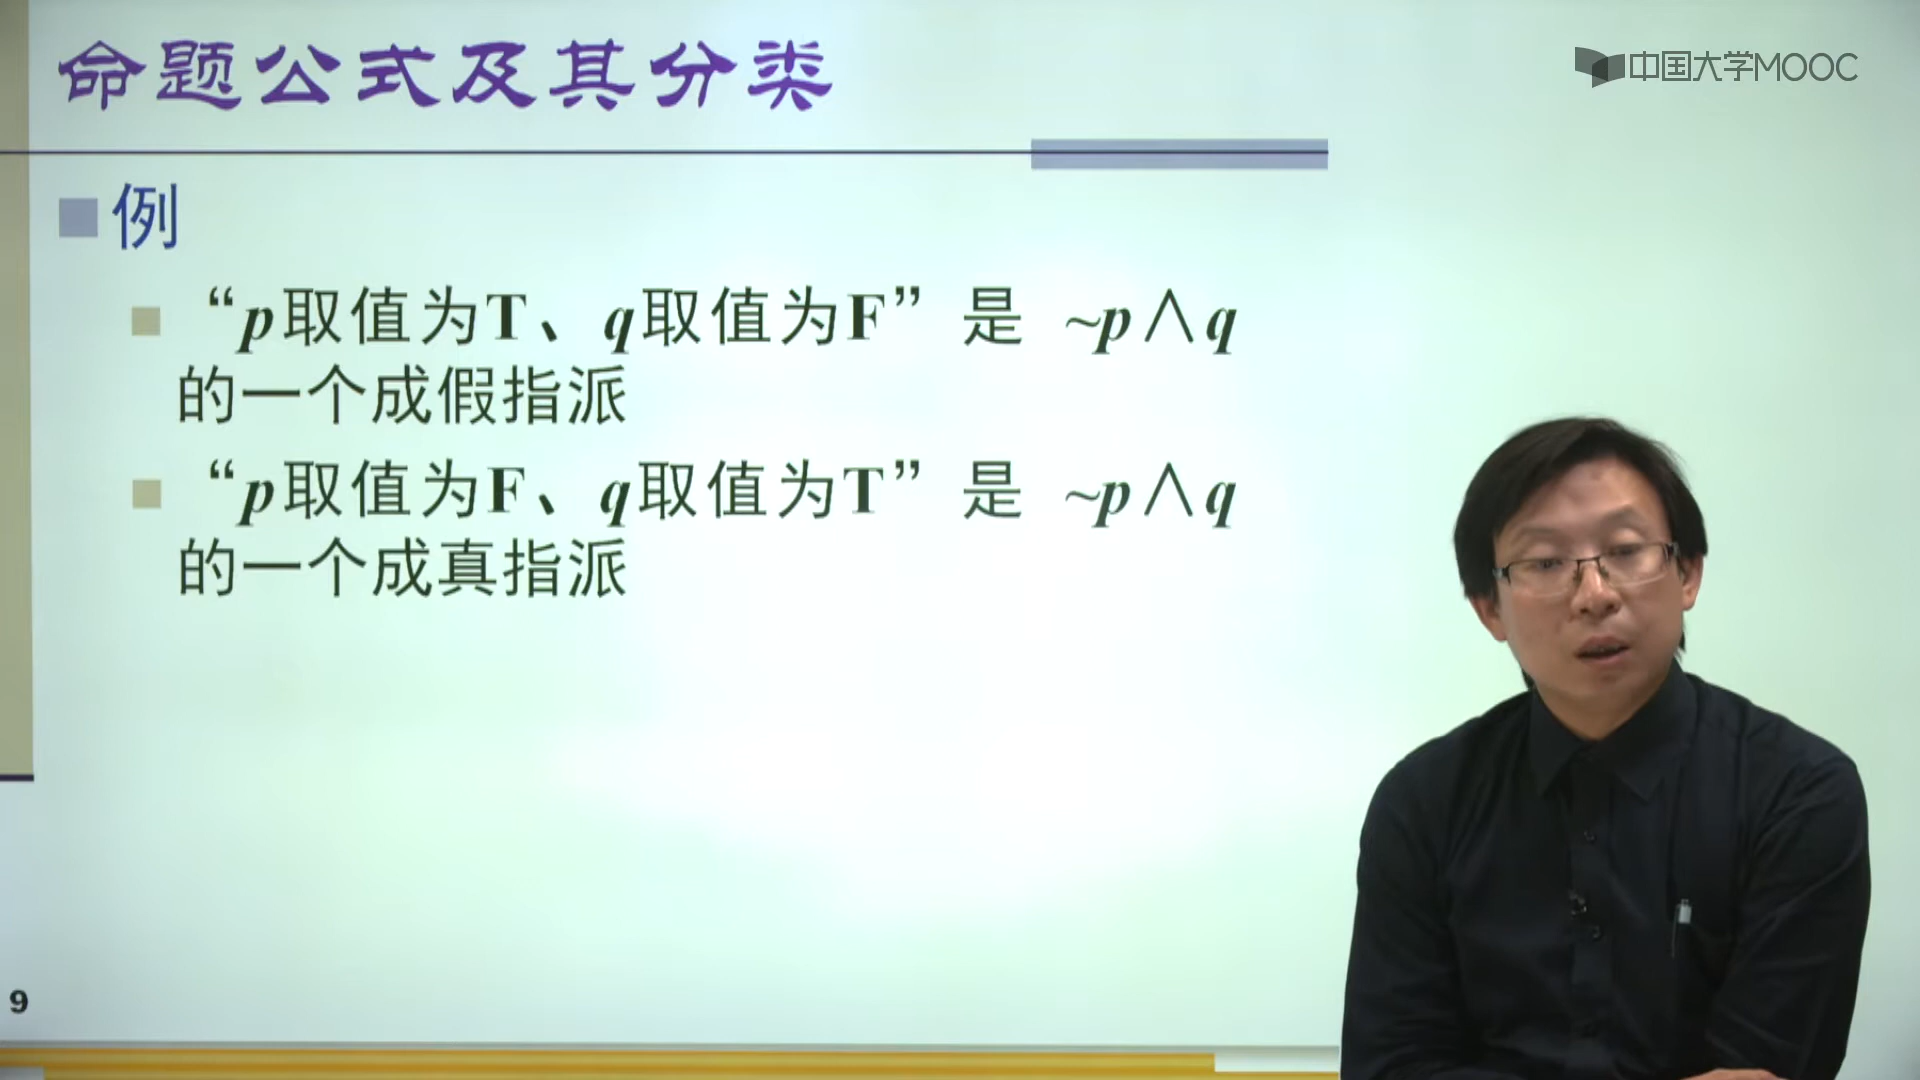 命题公式及其分类
中国大学MOOC
例
“p取值为T、q取值为F”是 ~p∧q
的一个成假指派
“p取值为F、q取值为T”是 ~p∧q
的一个成真指派
9